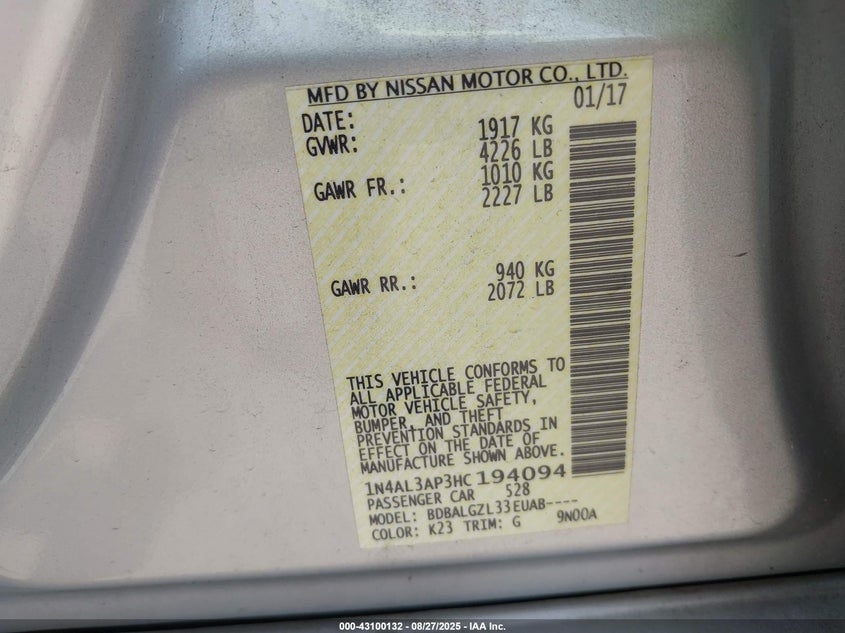 MFD BY NISSAN MOTOR CO., LTD.
DATE: 01/17
GVWR: 1917 KG
4226 LB
GAWR FR.: 1010 KG
2227 LB
GAWR RR.: 940 KG
2072 LB
THIS VEHICLE CONFORMS TO
ALL APPLICABLE FEDERAL
MOTOR VEHICLE SAFETY,
BUMPER, AND THEFT
PREVENTION STANDARDS IN
EFFECT ON THE DATE OF
MANUFACTURE SHOWN ABOVE.
1N4AL3AP3HC194094
PASSENGER CAR 528
MODEL: BDBALGZL33EUAB----
COLOR: K23 TRIM: G 9N00A
000-43100132 - 08/27/2025 - IAA Inc.